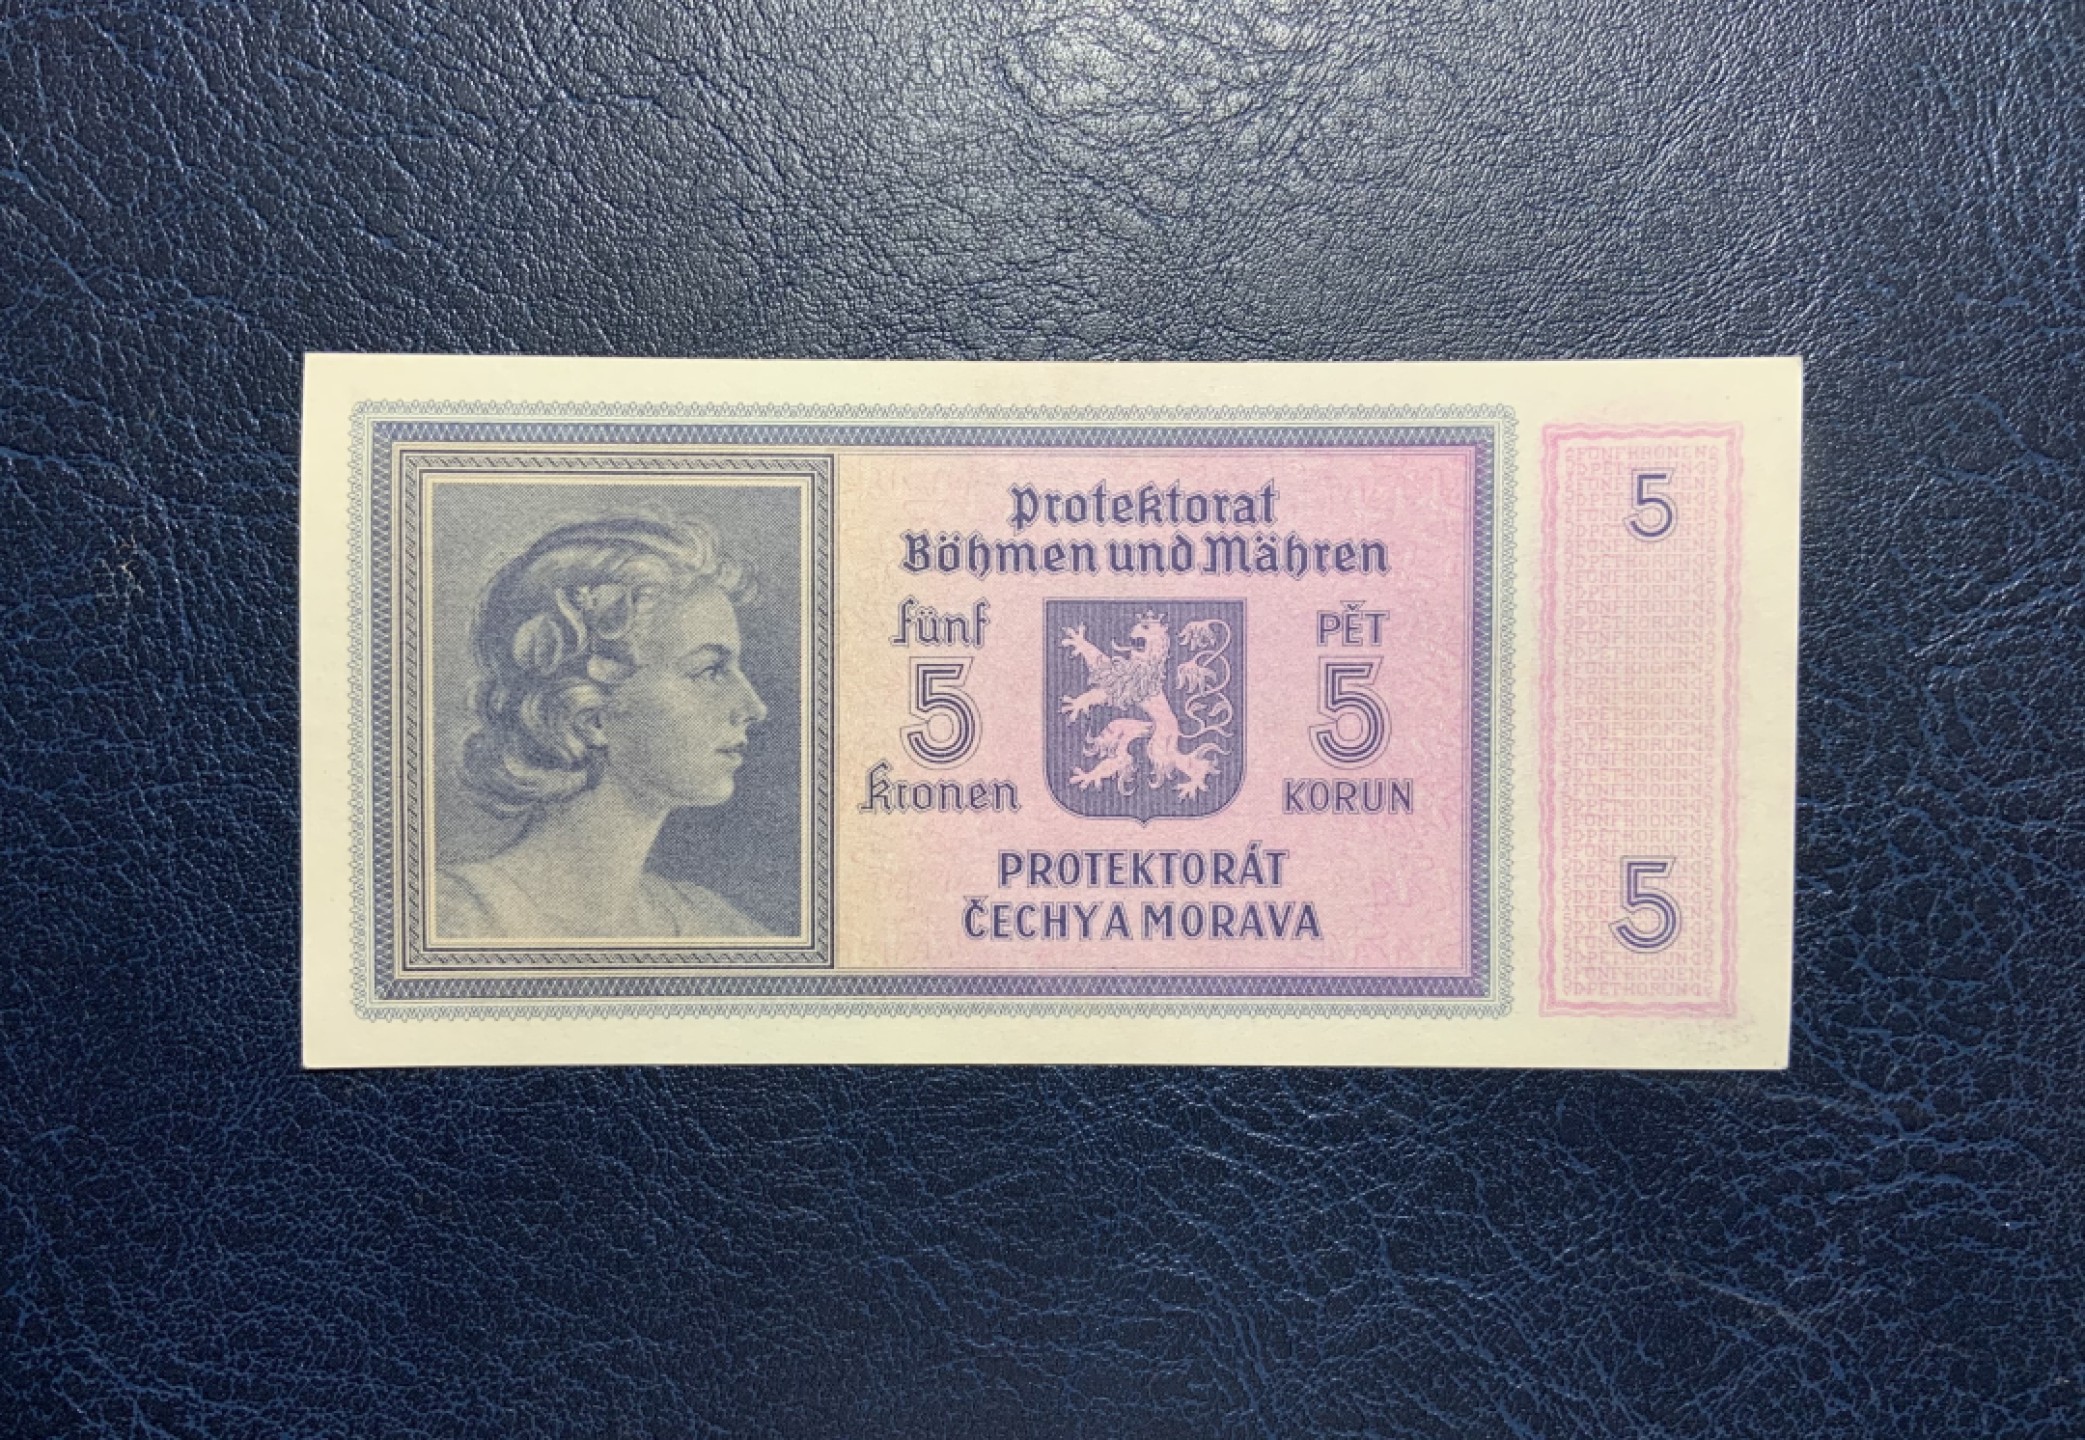 Protektorat
Böhmen und Mähren
fünf
5
Kronen
PĚT
5
KORUN
PROTEKTORÁT
ČECHY A MORAVA
5
5